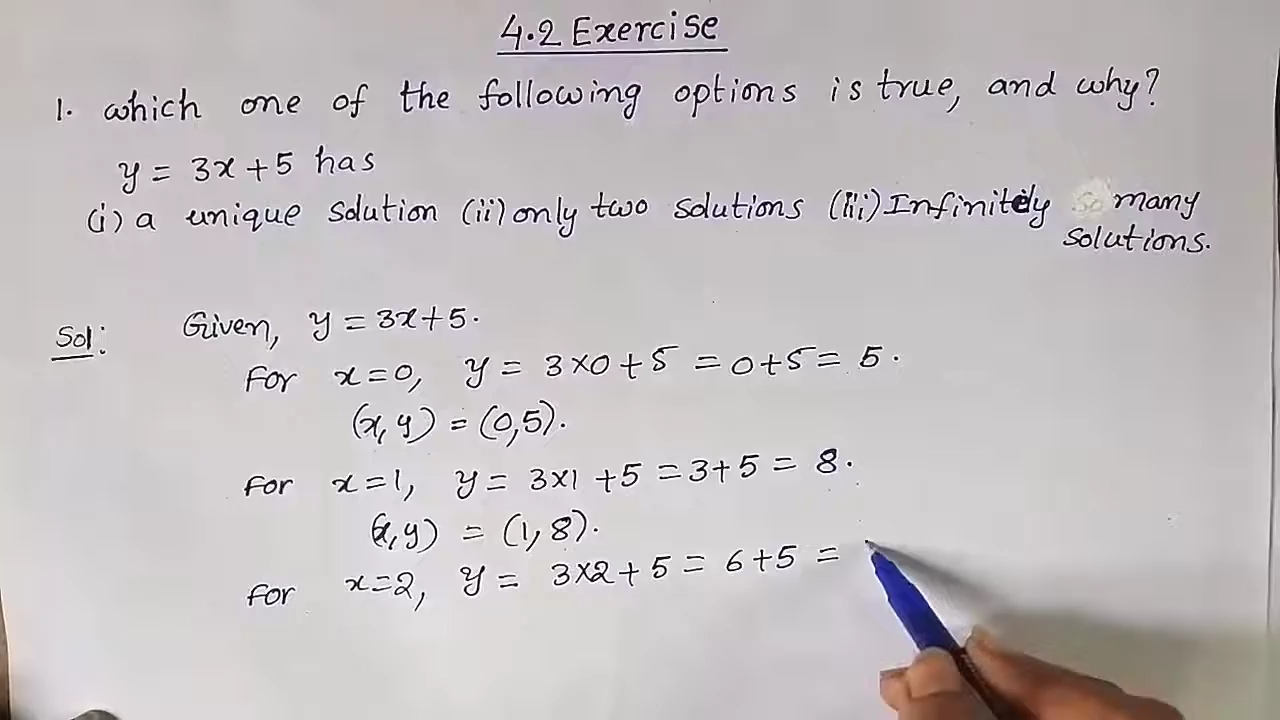 4.2 Exercise
1. which one of the following options is true, and why?
y = 3x + 5 has
(i) a unique solution (ii) only two solutions (iii) Infinitely so many
solutions.
Sol: Given, y = 3x+5.
For x=0, y = 3×0+5 = 0+5 = 5.
(x,y) = (0,5).
For x=1, y = 3×1 +5 = 3+5 = 8.
(x,y) = (1,8).
For x=2, y = 3×2+5 = 6+5 =